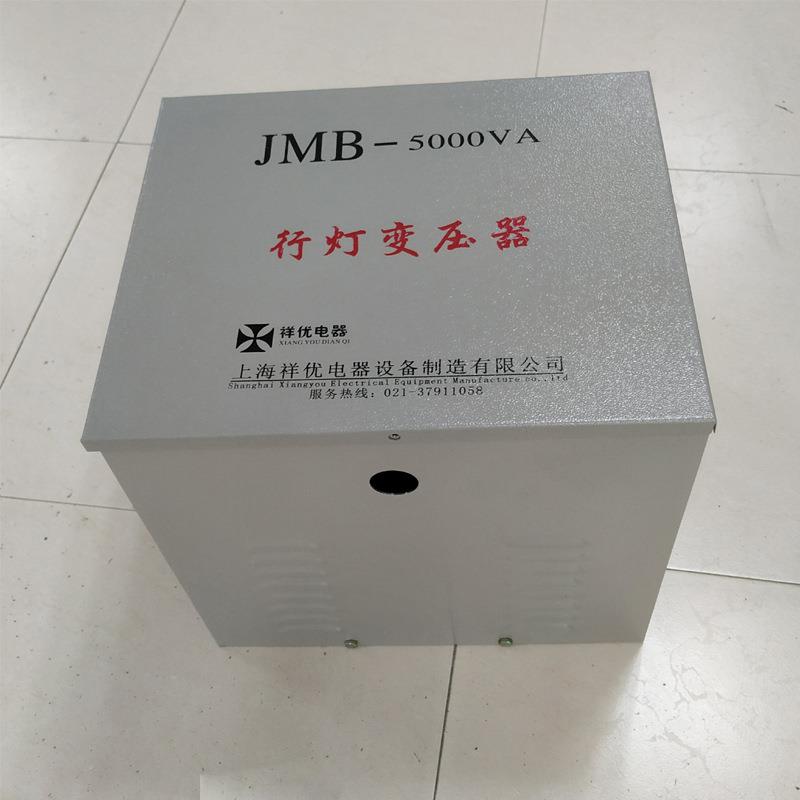 JMB-5000VA
行灯变压器
祥优电器
XIANG YOU DIAN QI
上海祥优电器设备制造有限公司
Shanghai Xiangyou Electrical Equipment Manufacture co.,ltd
服务热线：021-37911058